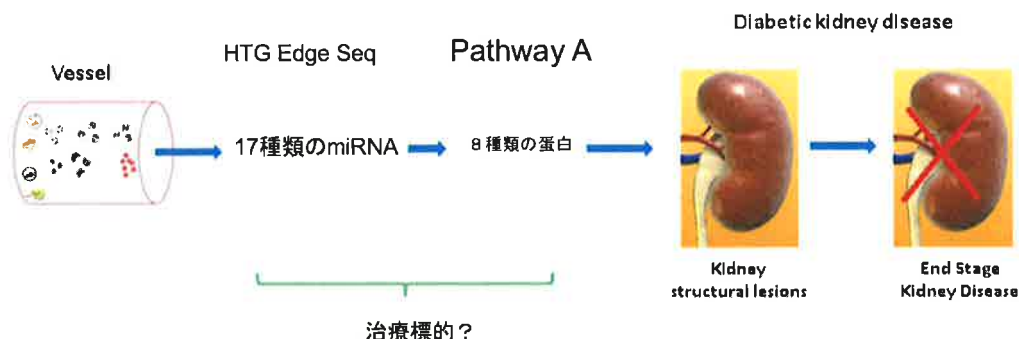 Diabetic kidney disease
HTG Edge Seq
Pathway A
Vessel
17種類のmiRNA
8種類の蛋白
Kidney
structural lesions
End Stage
Kidney Disease
治療標的？